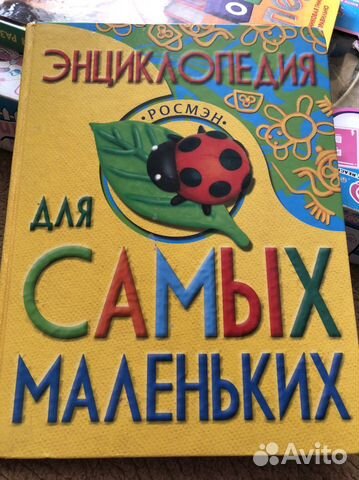 ЭНЦИКЛОПЕДИЯ
• РОСМЭН •
ДЛЯ
САМЫХ
МАЛЕНЬКИХ
Avito